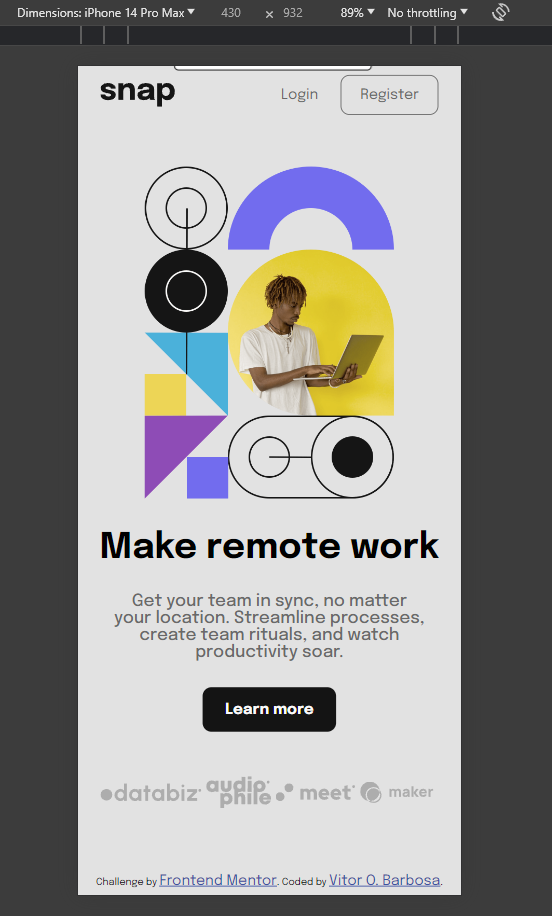 Dimensions: iPhone 14 Pro Max 430 × 932 89% No throttling
snap Login Register
Make remote work
Get your team in sync, no matter
your location. Streamline processes,
create team rituals, and watch
productivity soar.
Learn more
databiz audiophile meet maker
Challenge by Frontend Mentor. Coded by Vitor O. Barbosa.